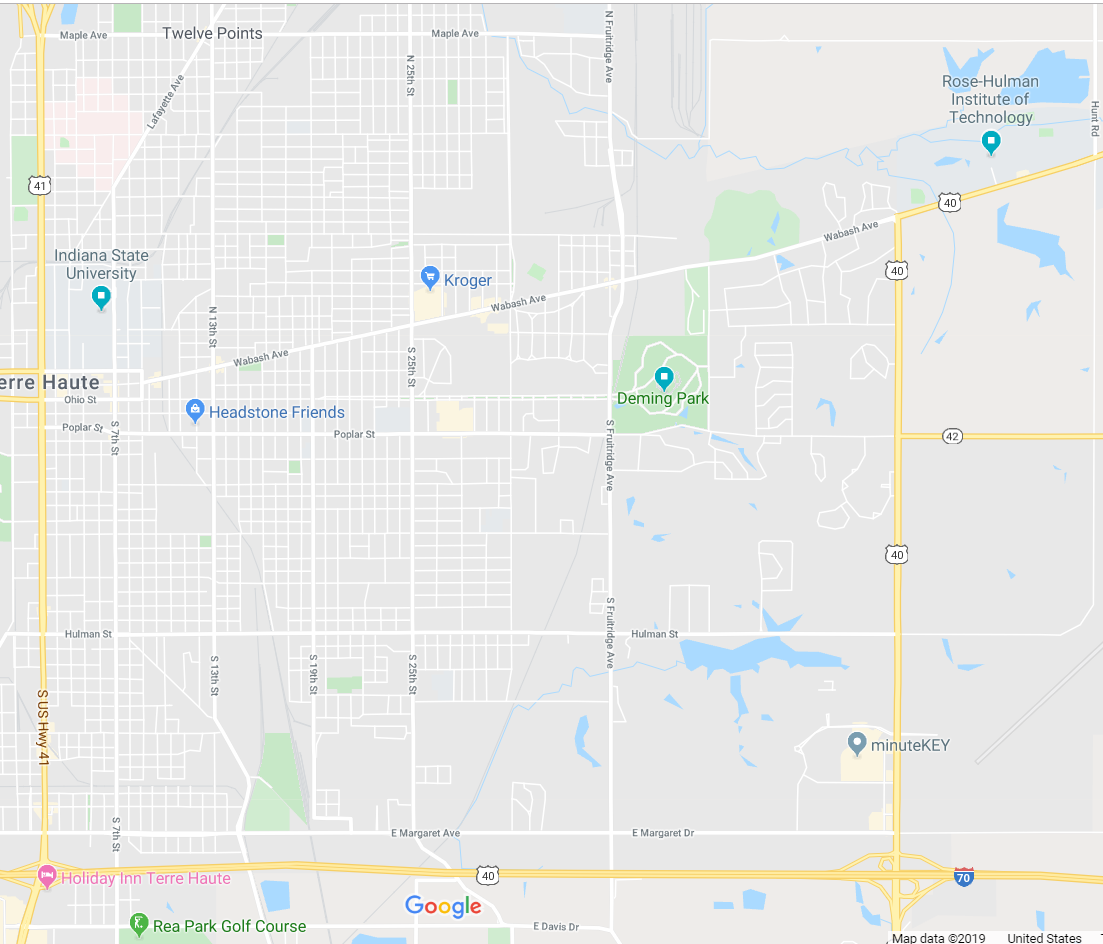 Maple Ave
Twelve Points
Maple Ave
N Fruitridge Ave
N 25th St
Lafayette Ave
Rose-Hulman
Institute of
Technology
Hunt Rd
41
40
Wabash Ave
Indiana State
University
40
Kroger
Wabash Ave
N 13th St
Wabash Ave
S 25th St
erre Haute
Ohio St
Headstone Friends
Deming Park
Poplar St
S 7th St
Poplar St
S Fruitridge Ave
42
40
S Fruitridge Ave
Hulman St
Hulman St
S 13th St
S 19th St
S 25th St
S US Hwy 41
minuteKEY
S 7th St
E Margaret Ave
E Margaret Dr
Holiday Inn Terre Haute
40
70
Google
Rea Park Golf Course
E Davis Dr
Map data ©2019 United States